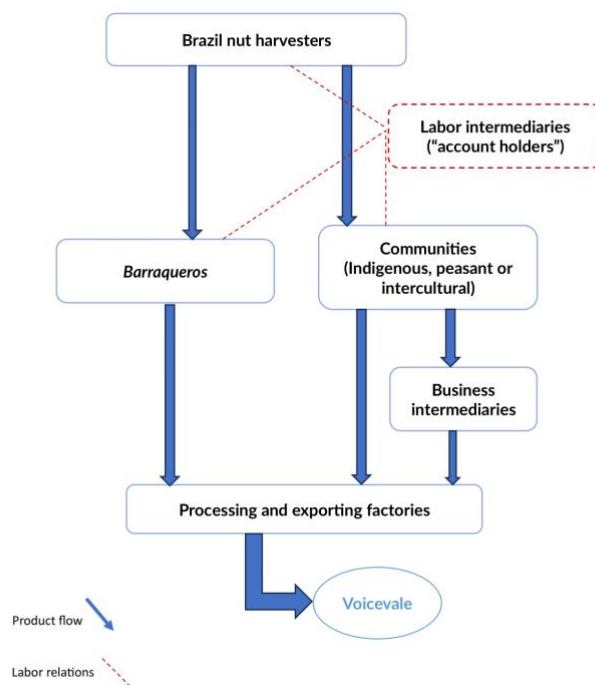 Brazil nut harvesters
Labor intermediaries
(“account holders”)
Barraqueros
Communities
(Indigenous, peasant or
intercultural)
Business
intermediaries
Processing and exporting factories
Voicevale
Product flow
Labor relations